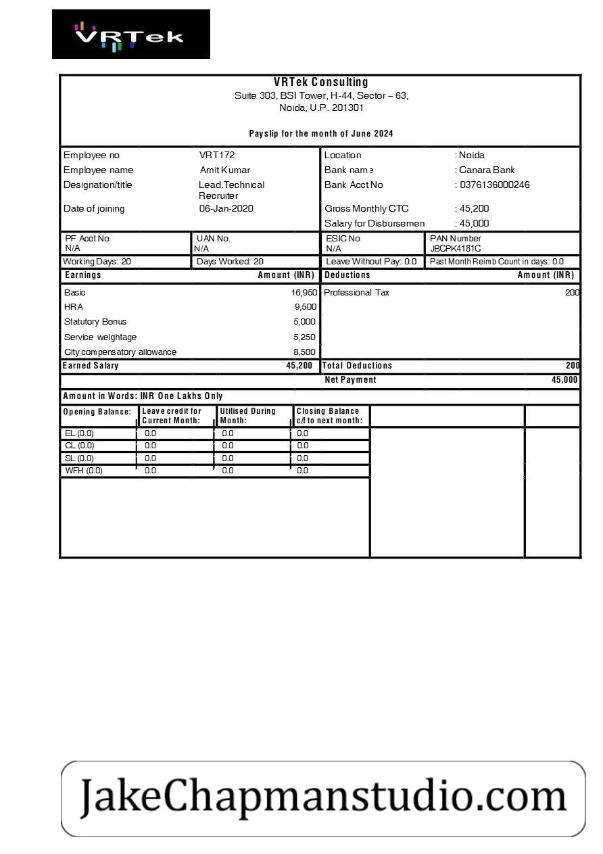 VRTek
VRTek Consulting
Suite 303, BSI Tower, H-44, Sector – 63,
Noida, U.P. 201301
Payslip for the month of June 2024
Employee no VRT172 Location : Noida
Employee name Amit Kumar Bank name : Canara Bank
Designation/title Lead.Technical Bank Acct No : 0376136000246
Recruiter
Date of joining 06-Jan-2020 Gross Monthly CTC : 45,200
Salary for Disbursemen : 45,000
PF Acct No UAN No. ESIC No PAN Number
N/A N/A N/A JBCPK4181C
Working Days: 20 Days Worked: 20 Leave Without Pay: 0.0 Past Month Reimb Count in days: 0.0
Earnings Amount (INR) Deductions Amount (INR)
Basic 16,950 Professional Tax 200
HRA 9,500
Statutory Bonus 5,000
Service weightage 5,250
City compensatory allowance 8,500
Earned Salary 45,200 Total Deductions 200
Net Payment 45,000
Amount in Words: INR One Lakhs Only
Opening Balance: Leave credit for Utilised During Closing Balance
Current Month: Month: c/f to next month:
EL (0.0) 0.0 0.0 0.0
CL (0.0) 0.0 0.0 0.0
SL (0.0) 0.0 0.0 0.0
WFH (0.0) 0.0 0.0 0.0
JakeChapmanstudio.com